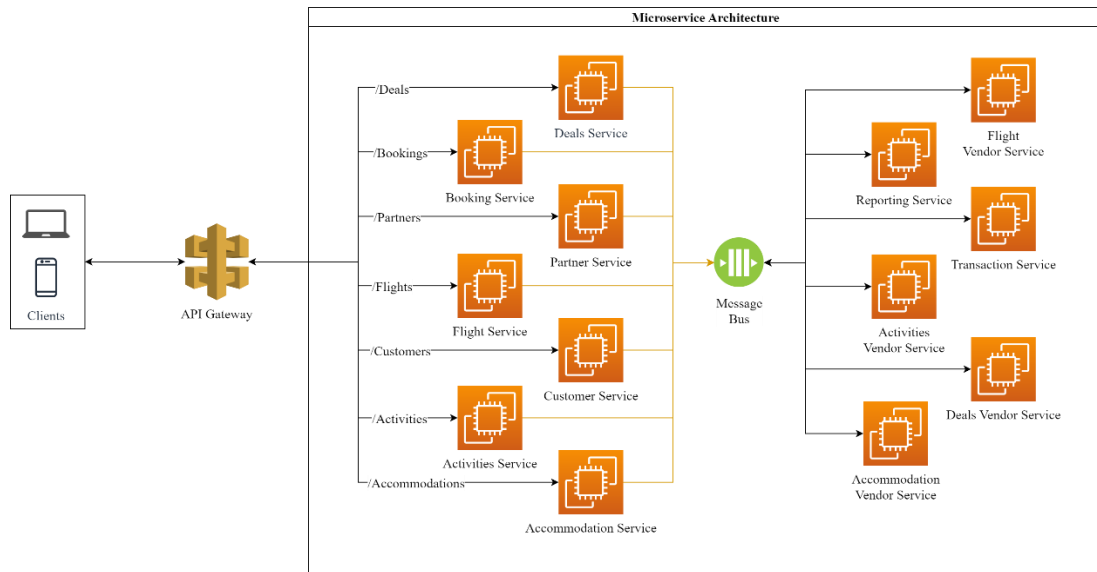 Microservice Architecture
/Deals
Deals Service
/Bookings
Booking Service
/Partners
Partner Service
/Flights
Flight Service
/Customers
Customer Service
/Activities
Activities Service
/Accommodations
Accommodation Service
Clients
API Gateway
Message
Bus
Flight
Vendor Service
Reporting Service
Transaction Service
Activities
Vendor Service
Deals Vendor Service
Accommodation
Vendor Service